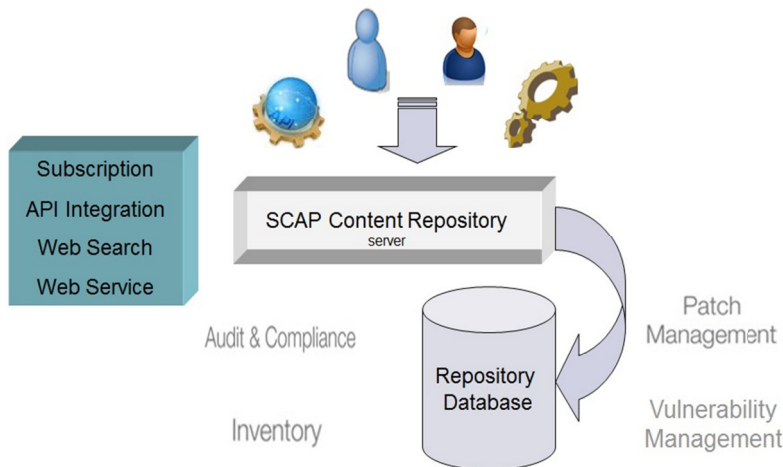 API
Subscription
API Integration
Web Search
Web Service
SCAP Content Repository
server
Audit & Compliance
Inventory
Repository
Database
Patch
Management
Vulnerability
Management